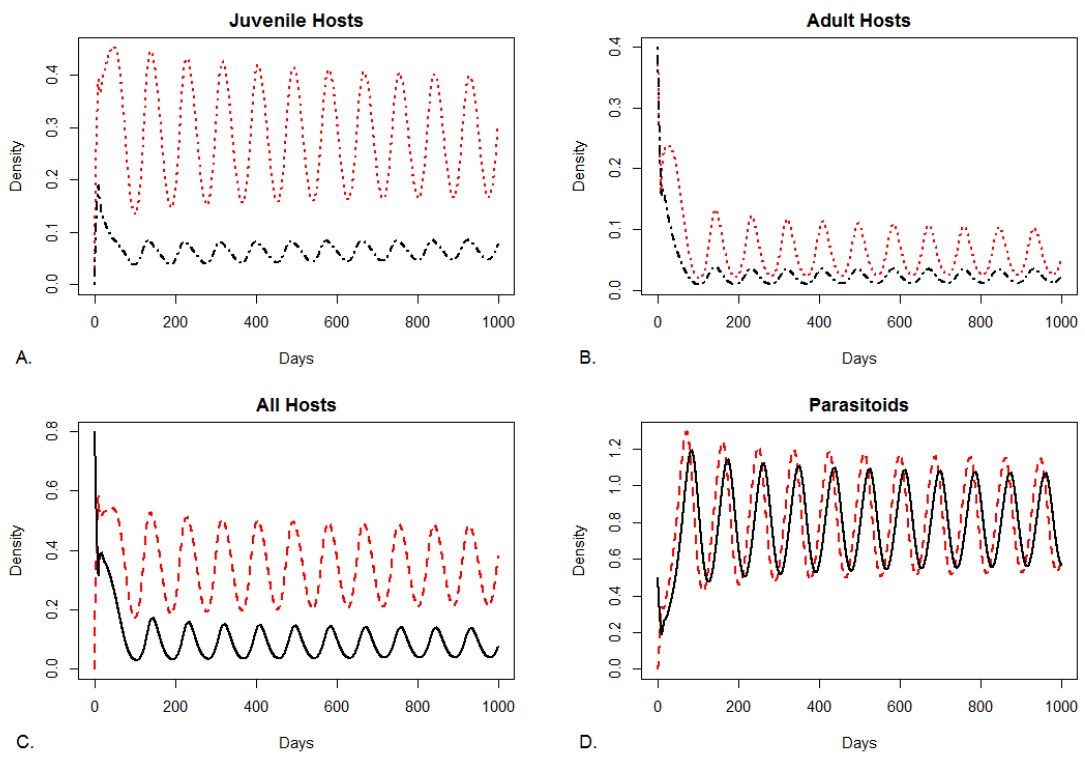 Juvenile Hosts
Density
0.0 0.1 0.2 0.3 0.4
0 200 400 600 800 1000
A.
Days
Adult Hosts
Density
0.0 0.1 0.2 0.3 0.4
0 200 400 600 800 1000
B.
Days
All Hosts
Density
0.0 0.2 0.4 0.6 0.8
0 200 400 600 800 1000
C.
Days
Parasitoids
Density
0.0 0.2 0.4 0.6 0.8 1.0 1.2
0 200 400 600 800 1000
D.
Days